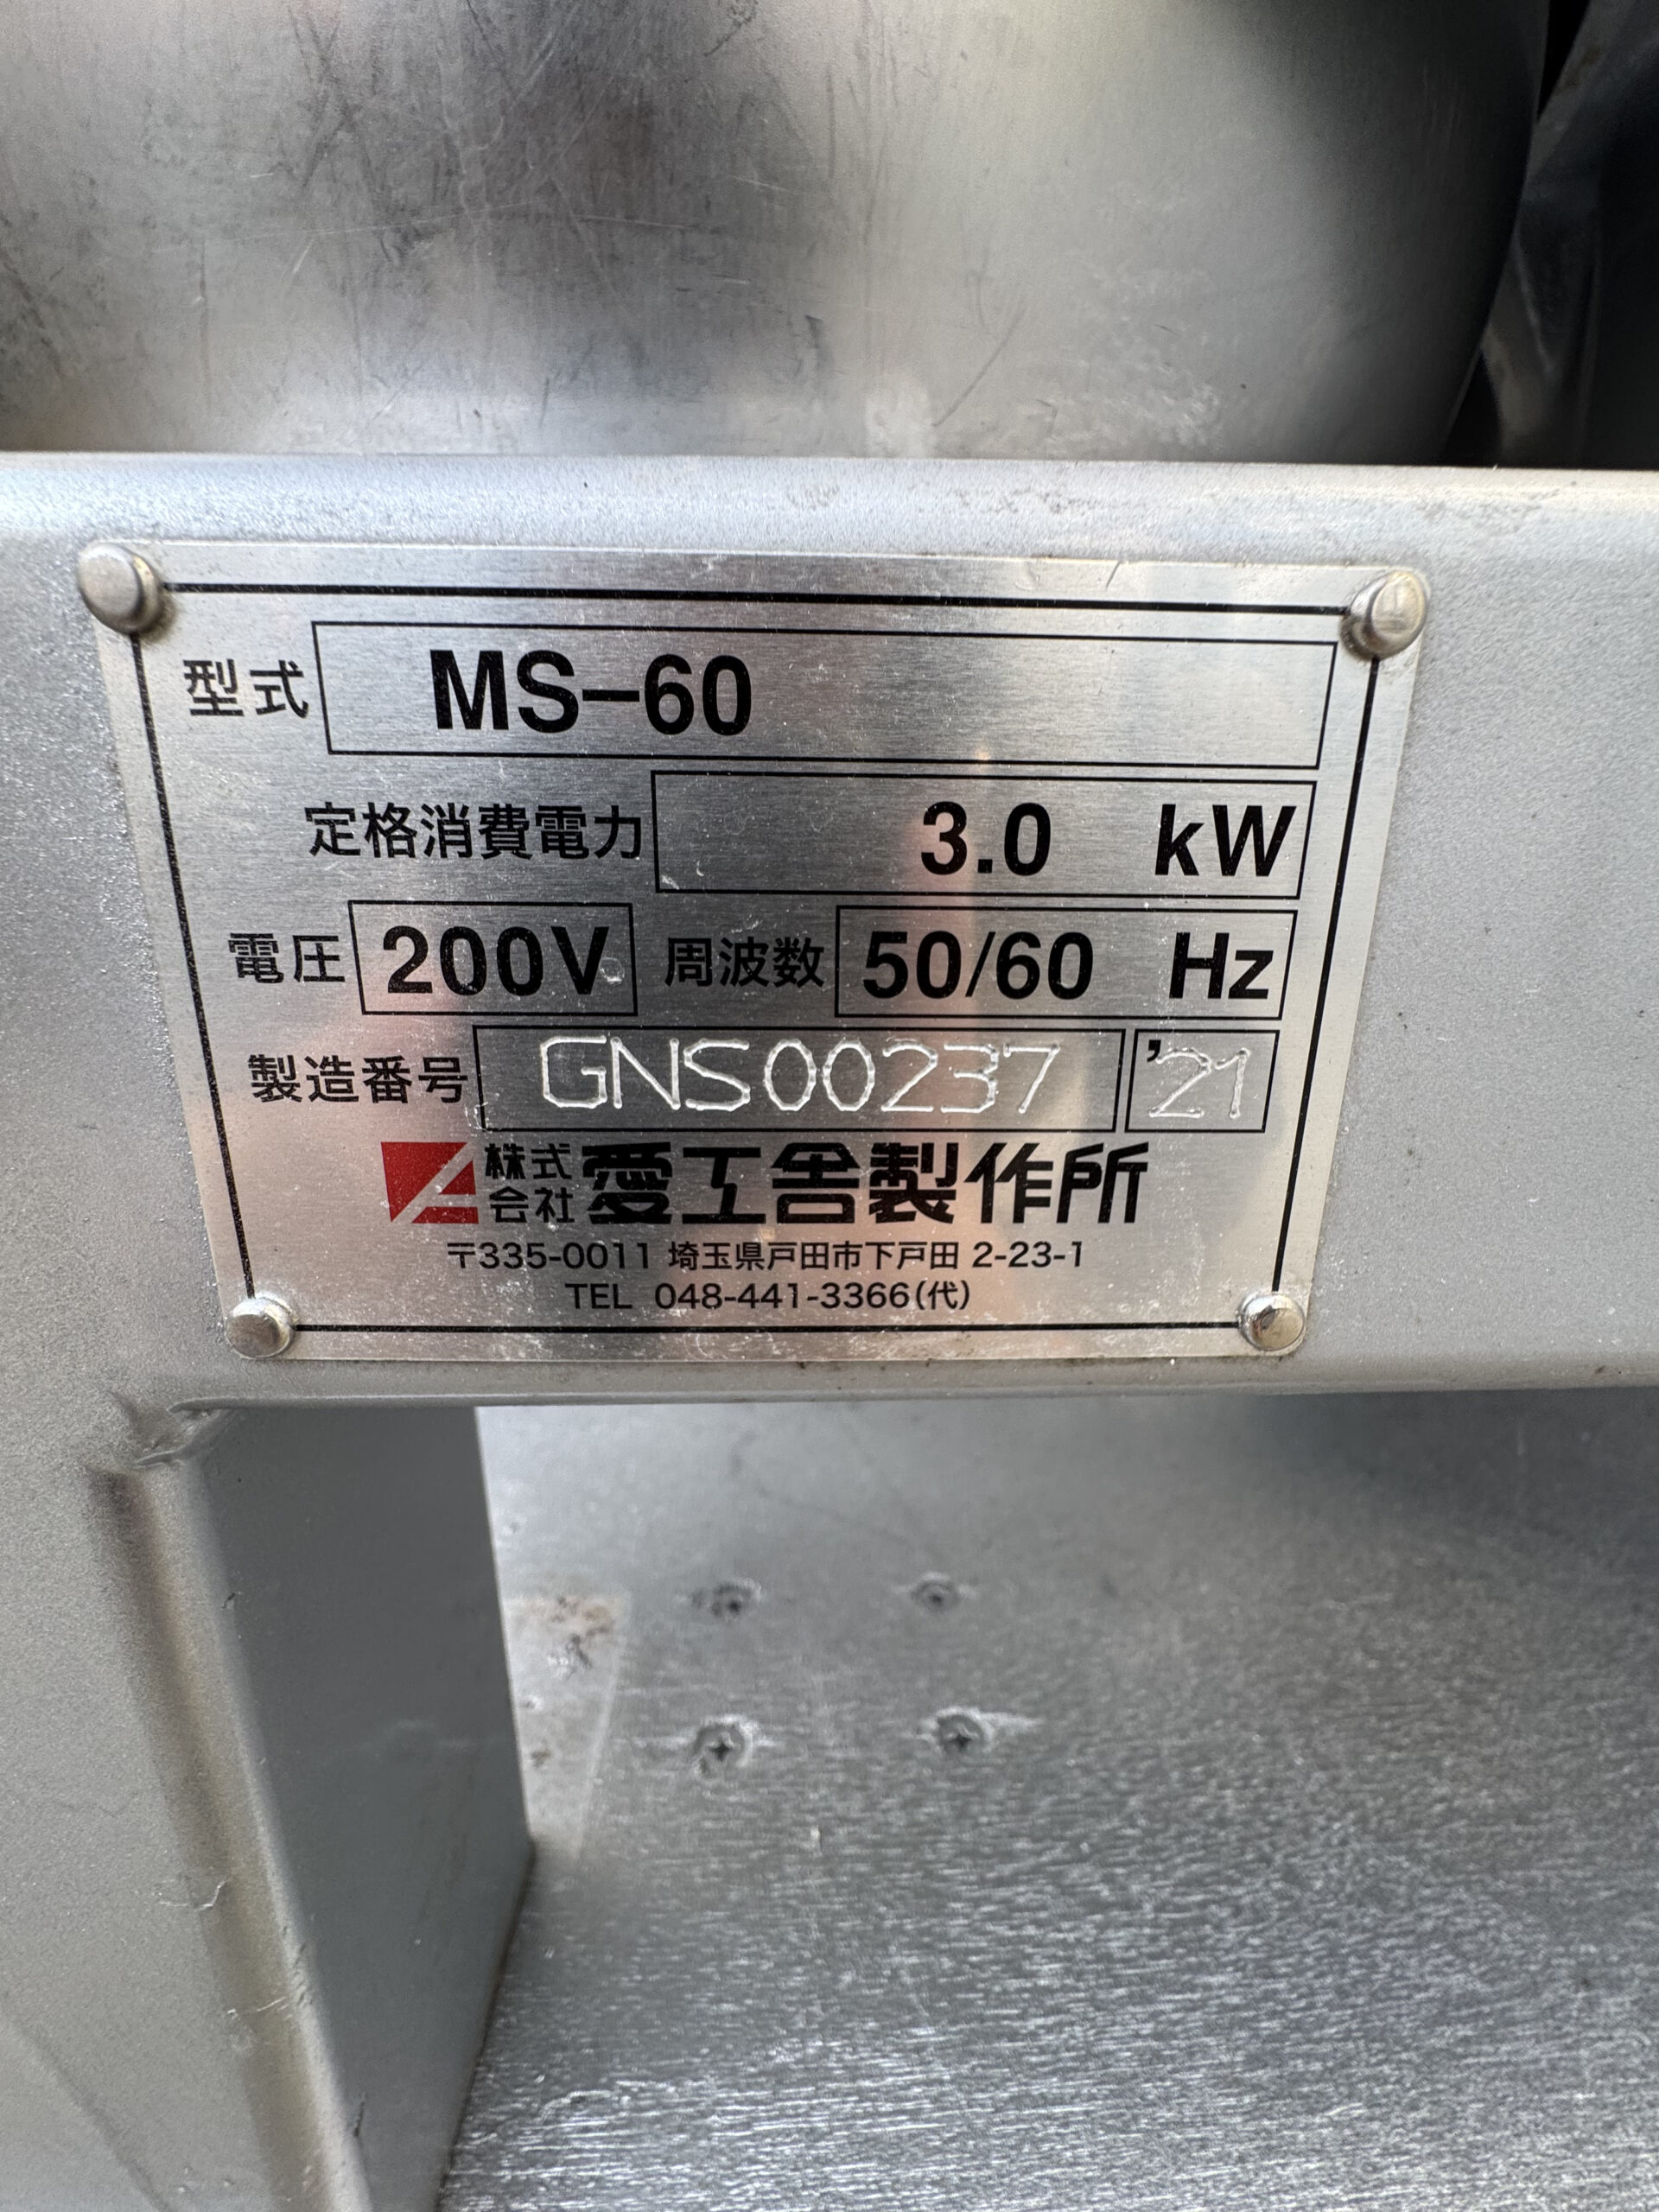 型式 MS-60
定格消費電力 3.0 kW
電圧 200V 周波数 50/60 Hz
製造番号 GNS00237 '21
株式会社 愛工舎製作所
〒335-0011 埼玉県戸田市下戸田 2-23-1
TEL 048-441-3366(代)